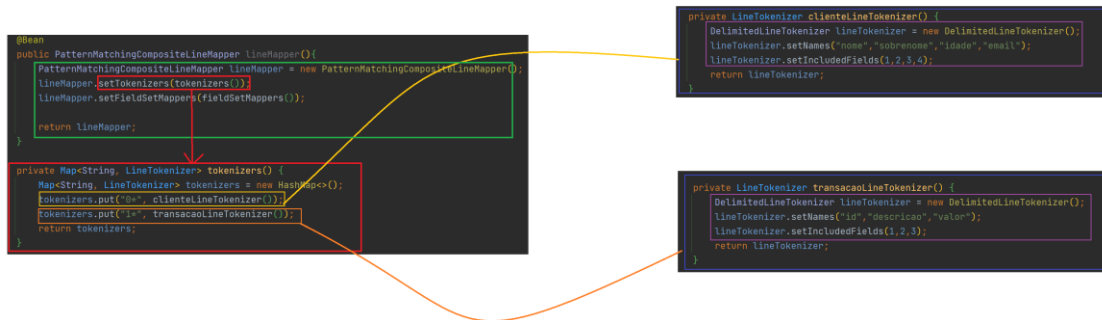 @Bean
public PatternMatchingCompositeLineMapper lineMapper(){
PatternMatchingCompositeLineMapper lineMapper = new PatternMatchingCompositeLineMapper();
lineMapper.setTokenizers(tokenizers());
lineMapper.setFieldSetMappers(fieldSetMappers());
return lineMapper;
}
private Map<String, LineTokenizer> tokenizers() {
Map<String, LineTokenizer> tokenizers = new HashMap<>();
tokenizers.put("0*", clienteLineTokenizer());
tokenizers.put("1*", transacaoLineTokenizer());
return tokenizers;
}
private LineTokenizer clienteLineTokenizer() {
DelimitedLineTokenizer lineTokenizer = new DelimitedLineTokenizer();
lineTokenizer.setNames("nome","sobrenome","idade","email");
lineTokenizer.setIncludedFields(1,2,3,4);
return lineTokenizer;
}
private LineTokenizer transacaoLineTokenizer() {
DelimitedLineTokenizer lineTokenizer = new DelimitedLineTokenizer();
lineTokenizer.setNames("id","descricao","valor");
lineTokenizer.setIncludedFields(1,2,3);
return lineTokenizer;
}